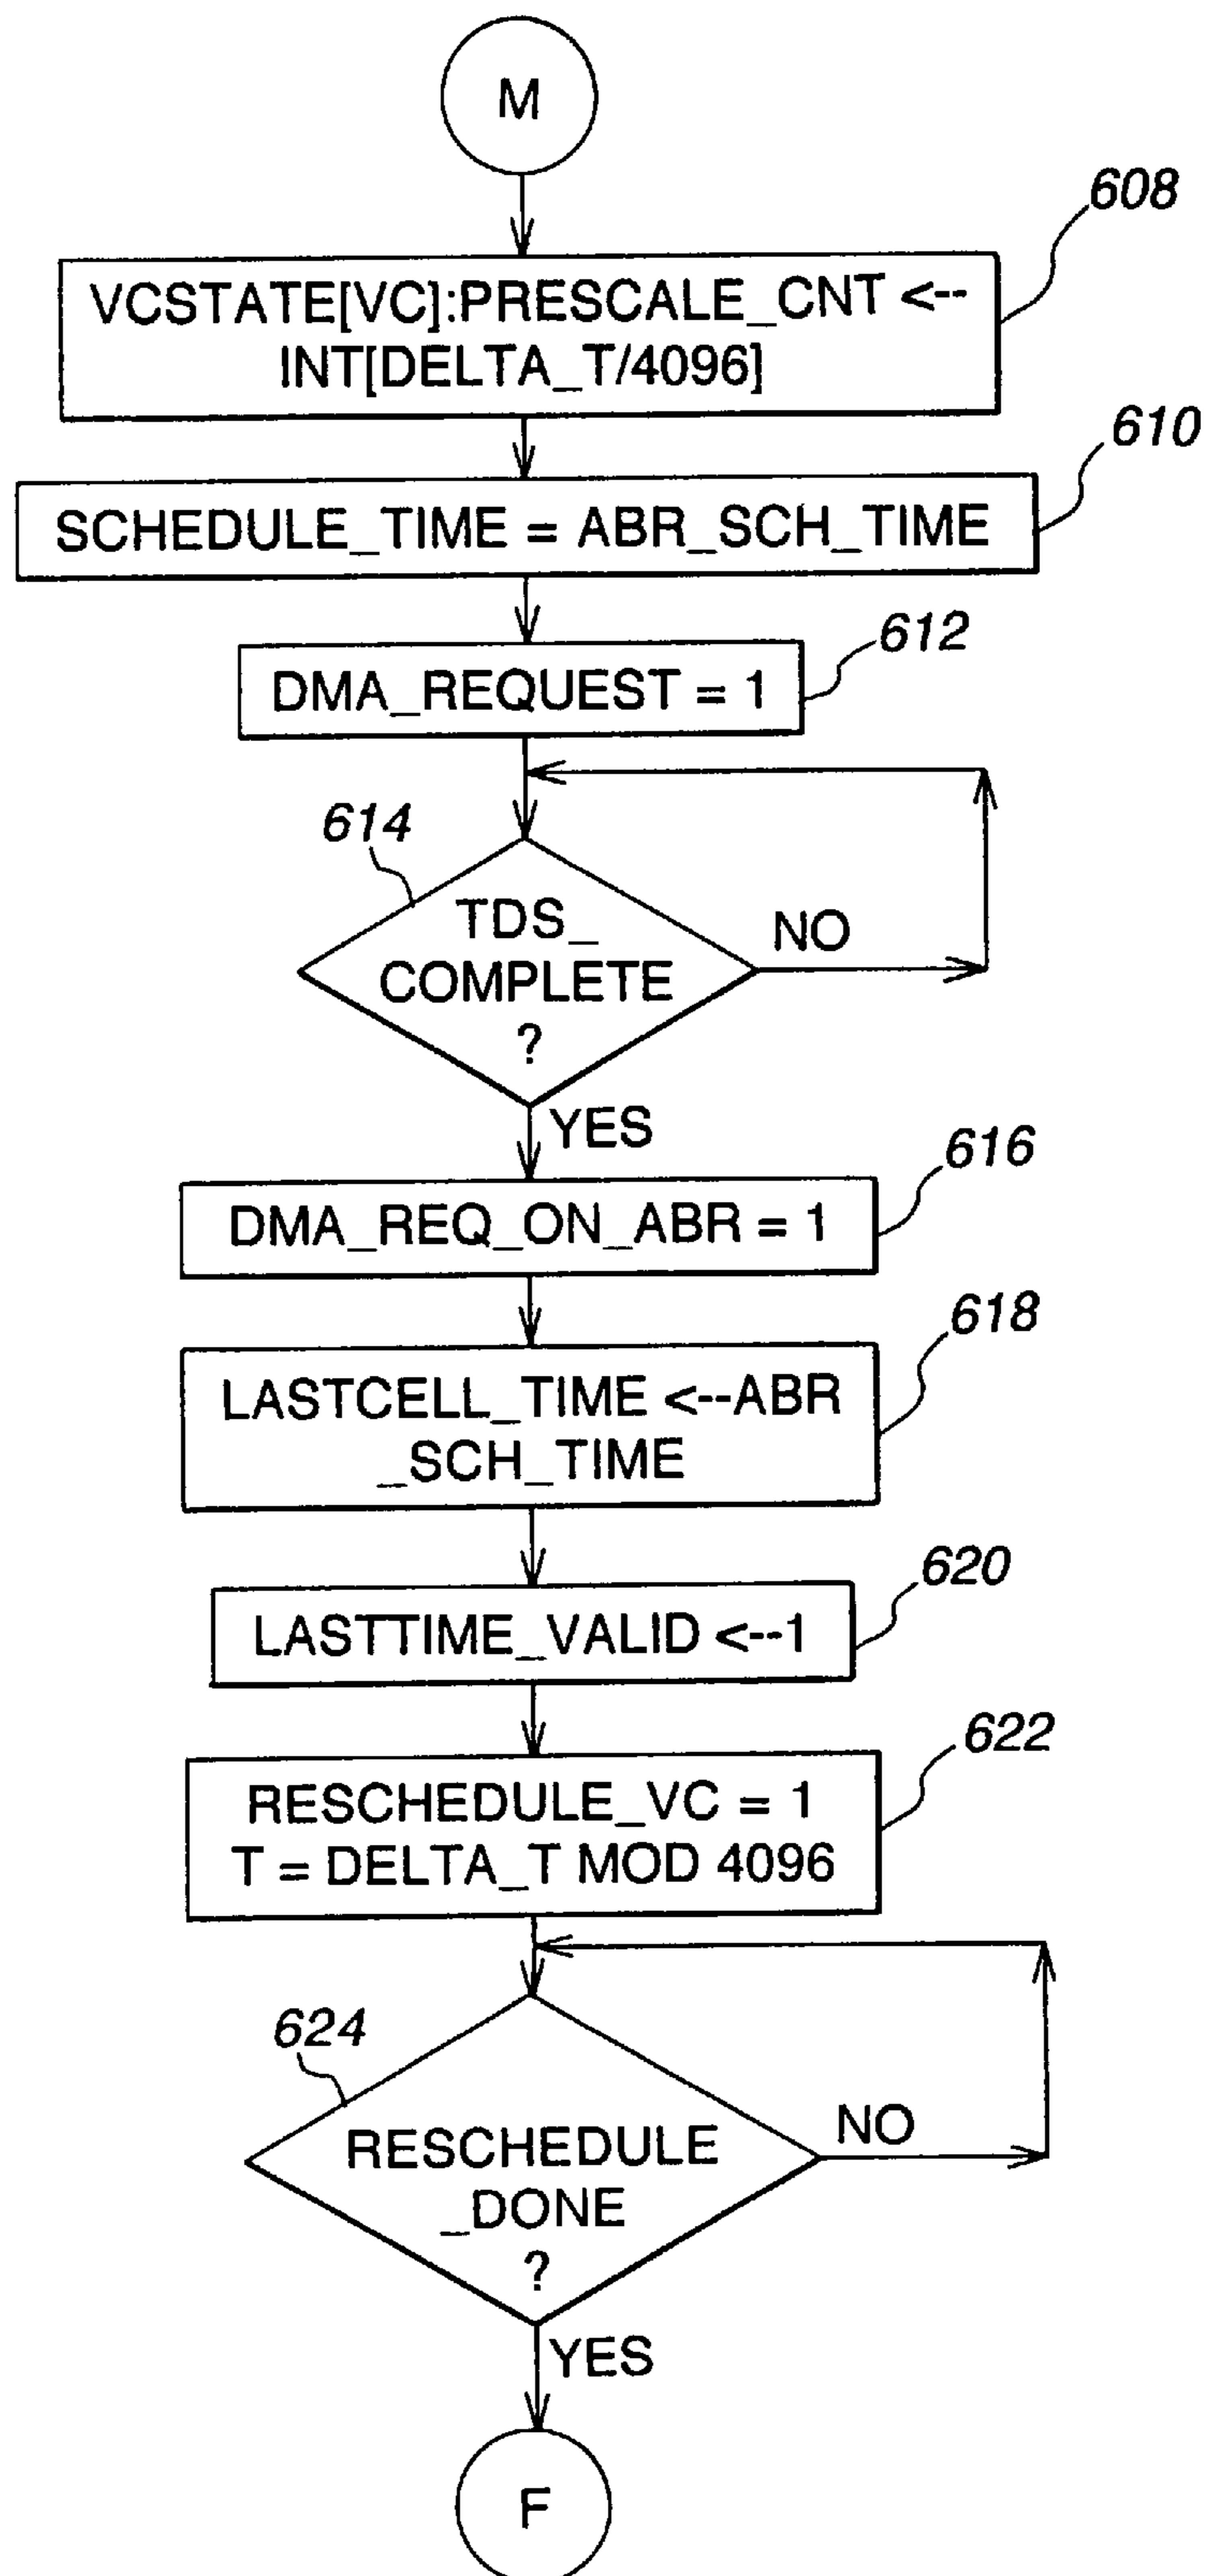 M
608
VCSTATE[VC]:PRESCALE_CNT <--
INT[DELTA_T/4096]
610
SCHEDULE_TIME = ABR_SCH_TIME
612
DMA_REQUEST = 1
614
TDS_
COMPLETE
?
NO
YES
616
DMA_REQ_ON_ABR = 1
618
LASTCELL_TIME <--ABR
_SCH_TIME
620
LASTTIME_VALID <--1
622
RESCHEDULE_VC = 1
T = DELTA_T MOD 4096
624
RESCHEDULE
_DONE
?
NO
YES
F